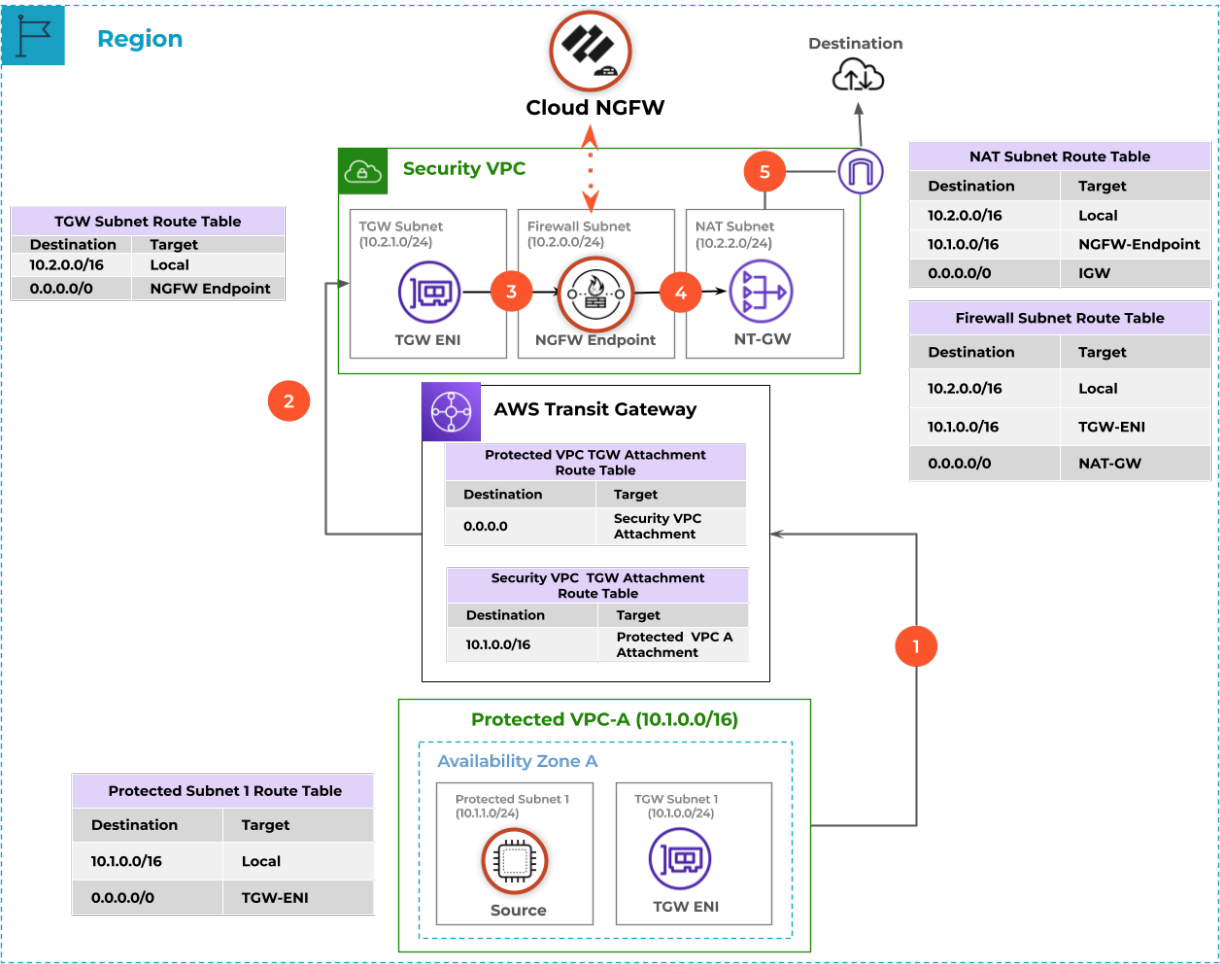 Region
Cloud NGFW
Destination
Security VPC
5
TGW Subnet
(10.2.1.0/24)
TGW ENI
3
Firewall Subnet
(10.2.0.0/24)
NGFW Endpoint
4
NAT Subnet
(10.2.2.0/24)
NT-GW
TGW Subnet Route Table
Destination Target
10.2.0.0/16 Local
0.0.0.0/0 NGFW Endpoint
NAT Subnet Route Table
Destination Target
10.2.0.0/16 Local
10.1.0.0/16 NGFW-Endpoint
0.0.0.0/0 IGW
Firewall Subnet Route Table
Destination Target
10.2.0.0/16 Local
10.1.0.0/16 TGW-ENI
0.0.0.0/0 NAT-GW
2
AWS Transit Gateway
Protected VPC TGW Attachment
Route Table
Destination Target
0.0.0.0 Security VPC
Attachment
Security VPC TGW Attachment
Route Table
Destination Target
10.1.0.0/16 Protected VPC A
Attachment
1
Protected VPC-A (10.1.0.0/16)
Availability Zone A
Protected Subnet 1
(10.1.1.0/24)
Source
TGW Subnet 1
(10.1.0.0/24)
TGW ENI
Protected Subnet 1 Route Table
Destination Target
10.1.0.0/16 Local
0.0.0.0/0 TGW-ENI